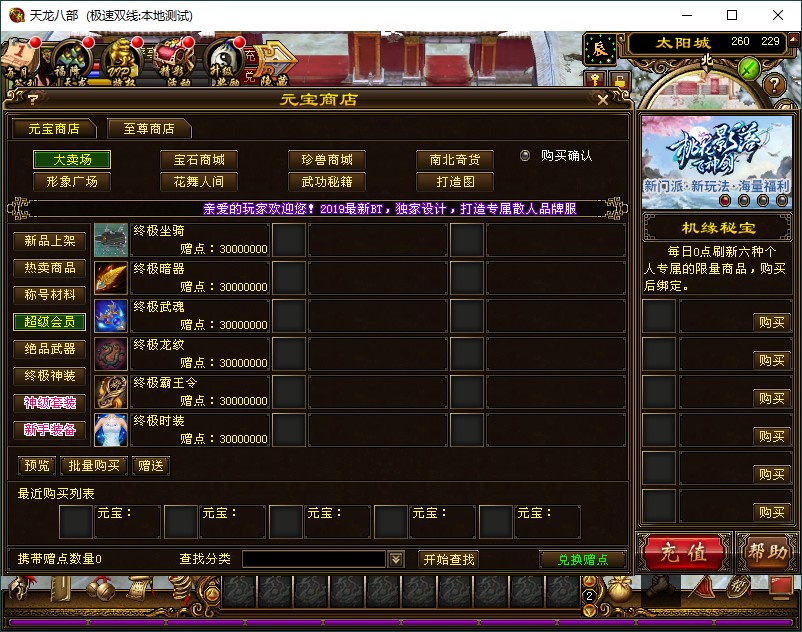 天龙八部 (极速双线:本地测试)
辰
太阳城 260 229
北
?
元宝商店
元宝商店 至尊商店
大卖场 宝石商城 珍兽商城 南北奇货 购买确认
形象广场 花舞人间 武功秘籍 打造图
亲爱的玩家欢迎您！2019最新BT，独家设计，打造专属散人品牌服
新品上架
热卖商品
称号材料
超级会员
绝品武器
终极神装
神级套装
新手装备
终极坐骑
赠点：30000000
终极暗器
赠点：30000000
终极武魂
赠点：30000000
终极龙纹
赠点：30000000
终极霸王令
赠点：30000000
终极时装
赠点：30000000
预览 批量购买 赠送
最近购买列表
元宝： 元宝： 元宝： 元宝： 元宝：
携带赠点数量0 查找分类 开始查找 兑换赠点
新门派·新玩法·海量福利
机缘秘宝
每日0点刷新六种个
人专属的限量商品，购买
后绑定。
购买
购买
购买
购买
购买
购买
充值 帮助
2